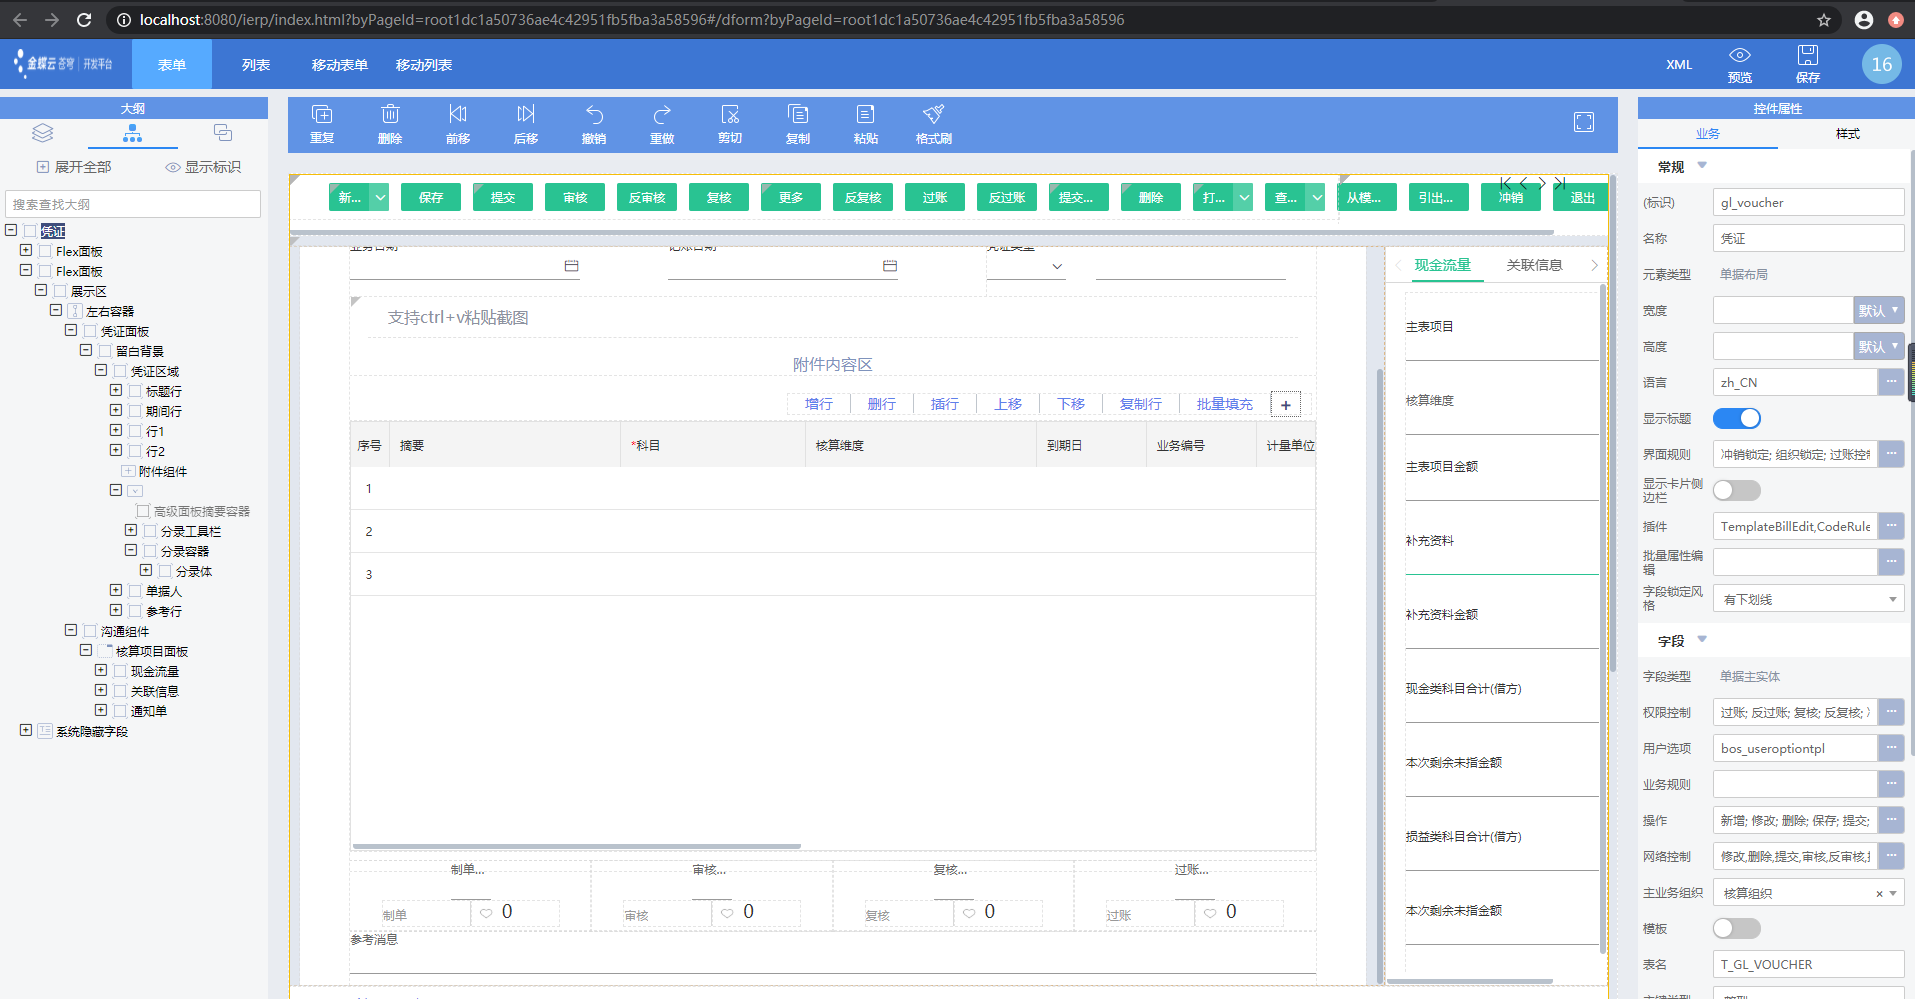 localhost:8080/ierp/index.html?byPageId=root1dc1a50736ae4c42951fb5fba3a58596#/dform?byPageId=root1dc1a50736ae4c42951fb5fba3a58596
金蝶云 苍穹 | 开发平台
表单 列表 移动表单 移动列表
XML 预览 保存 16
大纲
展开全部 显示标识
搜索查找大纲
凭证
Flex面板
Flex面板
展示区
左右容器
凭证面板
留白背景
凭证区域
标题行
期间行
行1
行2
附件组件
高级面板摘要容器
分录工具栏
分录容器
分录体
单据人
参考行
沟通组件
核算项目面板
现金流量
关联信息
通知单
系统隐藏字段
重复 删除 前移 后移 撤销 重做 剪切 复制 粘贴 格式刷
新... 保存 提交 审核 反审核 复核 更多 反复核 过账 反过账 提交... 删除 打... 查... 从模... 引出... 冲销 退出
业务日期 记账日期 凭证类型
支持ctrl+v粘贴截图
附件内容区
增行 删行 插行 上移 下移 复制行 批量填充 +
序号 摘要 *科目 核算维度 到期日 业务编号 计量单位
1
2
3
制单... 审核... 复核... 过账...
制单 0 审核 0 复核 0 过账 0
参考消息
现金流量 关联信息
主表项目
核算维度
主表项目金额
补充资料
补充资料金额
现金类科目合计(借方)
本次剩余未指金额
损益类科目合计(借方)
本次剩余未指金额
控件属性
业务 样式
常规
(标识) gl_voucher
名称 凭证
元素类型 单据布局
宽度 默认
高度 默认
语言 zh_CN
显示标题
界面规则 冲销锁定; 组织锁定; 过账控制
显示卡片侧边栏
插件 TemplateBillEdit,CodeRule
批量属性编辑
字段锁定风格 有下划线
字段
字段类型 单据主实体
权限控制 过账; 反过账; 复核; 反复核;
用户选项 bos_useroptiontpl
业务规则
操作 新增; 修改; 删除; 保存; 提交;
网络控制 修改,删除,提交,审核,反审核,
主业务组织 核算组织 ×
模板
表名 T_GL_VOUCHER